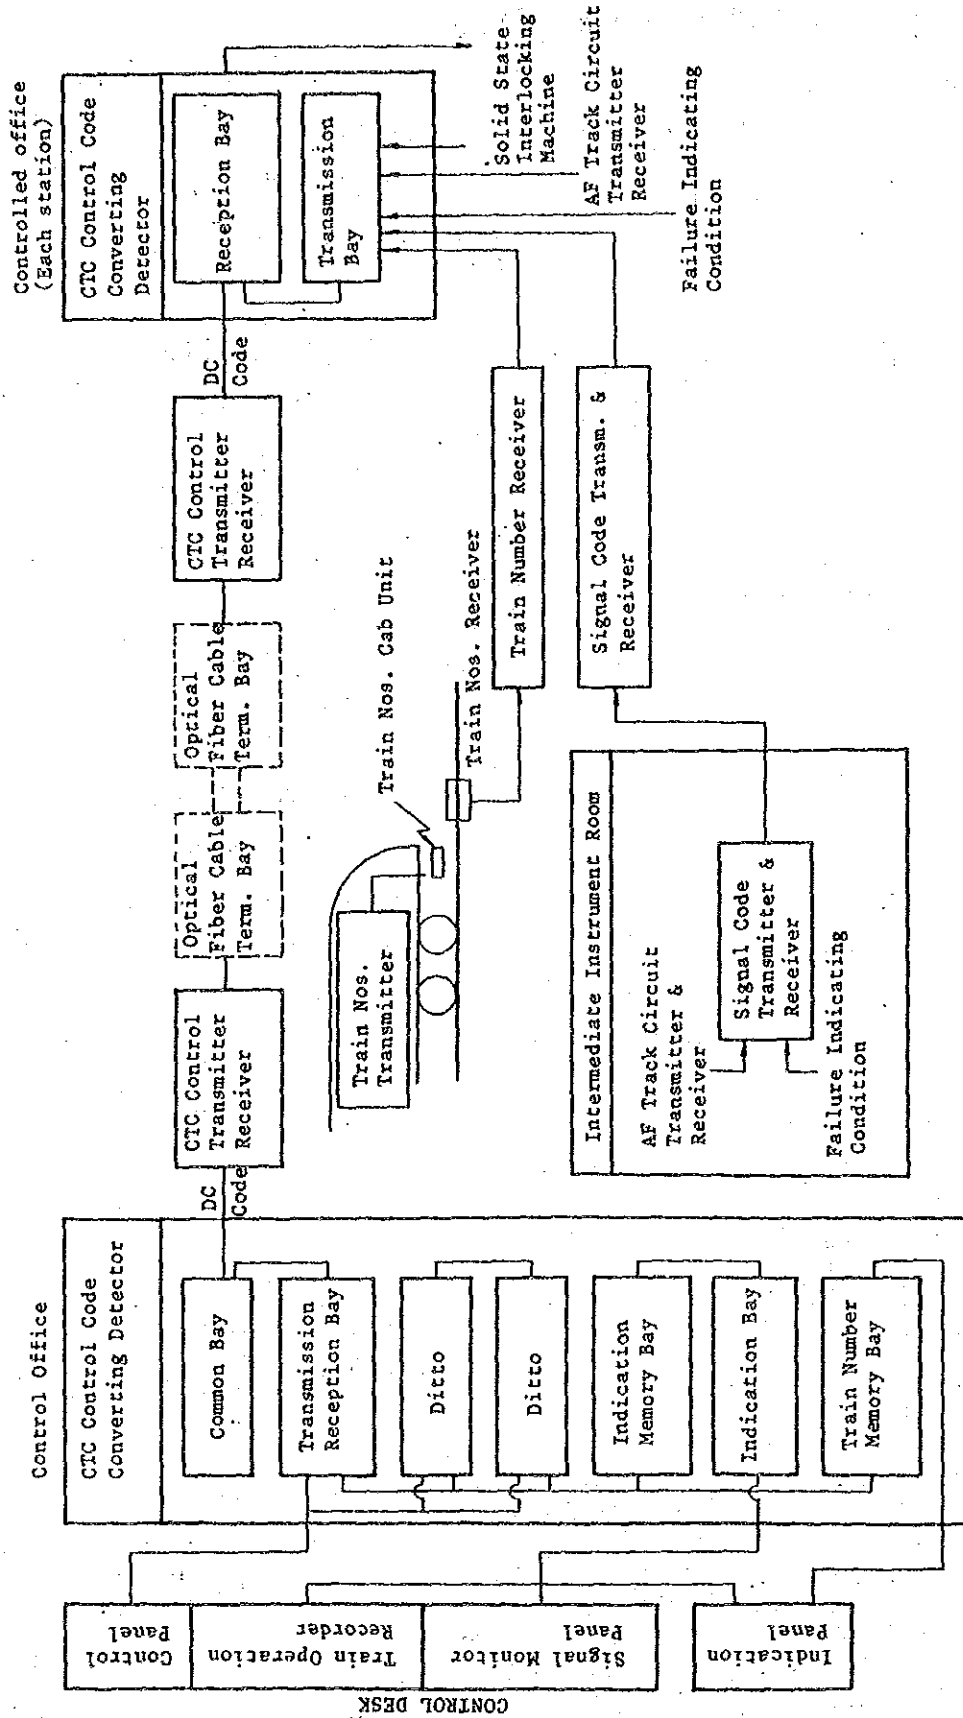 Control Office
CTC Control Code
Converting Detector
Common Bay
Transmission
Reception Bay
Ditto
Ditto
Indication
Memory Bay
Indication Bay
Train Number
Memory Bay
CONTROL DESK
Control
Panel
Train Operation
Recorder
Signal Monitor
Panel
Indication
Panel
DC
Code
CTC Control
Transmitter
Receiver
Optical
Fiber Cable
Term. Bay
Optical
Fiber Cable
Term. Bay
CTC Control
Transmitter
Receiver
DC
Code
Controlled office
(Each station)
CTC Control Code
Converting
Detector
Reception Bay
Transmission
Bay
Solid State
Interlocking
Machine
AF Track Circuit
Transmitter
Receiver
Failure Indicating
Condition
Train Nos.
Transmitter
Train Nos. Cab Unit
Train Nos. Receiver
Train Number Receiver
Signal Code Transm. &
Receiver
Intermediate Instrument Room
AF Track Circuit
Transmitter &
Receiver
Signal Code
Transmitter &
Receiver
Failure Indicating
Condition